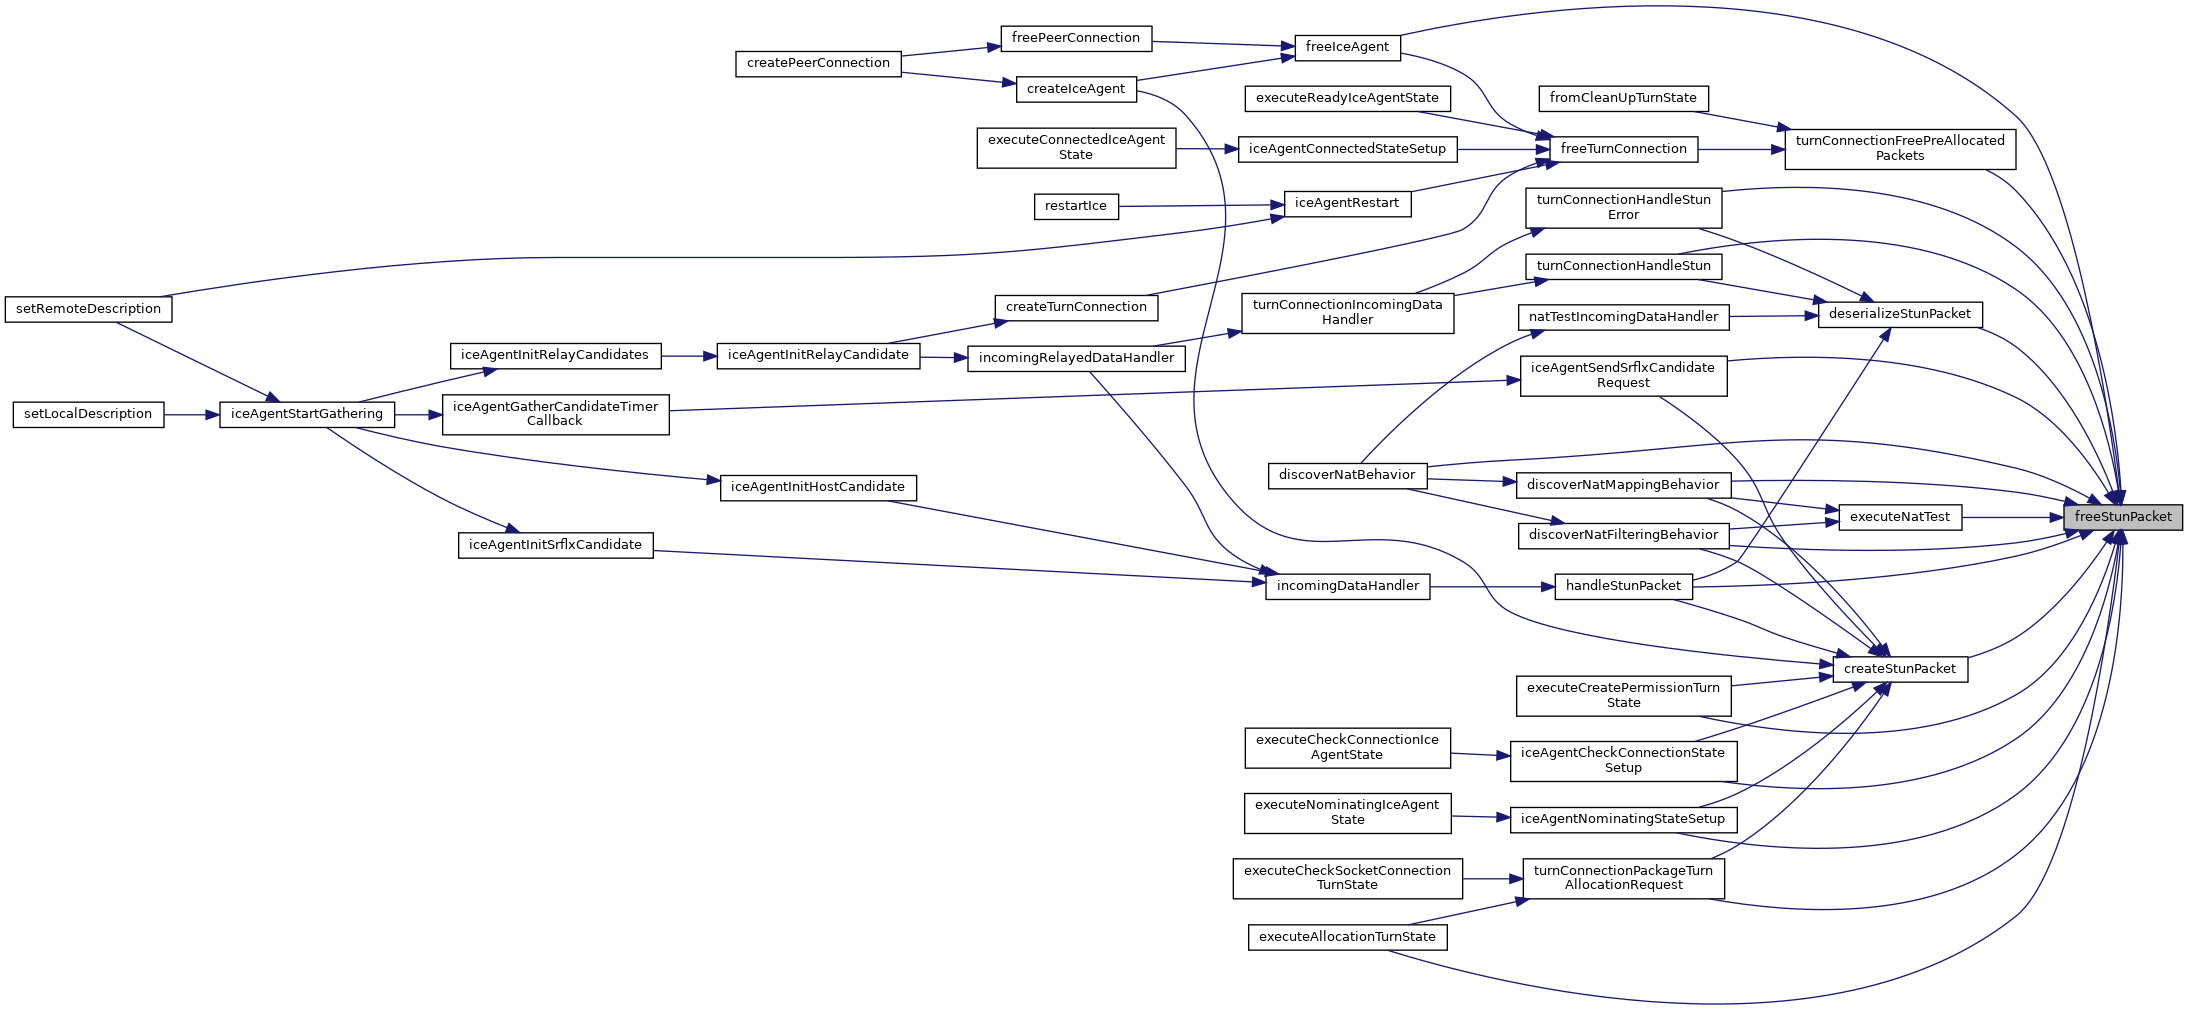 freePeerConnection
freeIceAgent
createPeerConnection
createIceAgent
executeReadyIceAgentState
fromCleanUpTurnState
executeConnectedIceAgent
State
iceAgentConnectedStateSetup
freeTurnConnection
turnConnectionFreePreAllocated
Packets
restartIce
iceAgentRestart
turnConnectionHandleStun
Error
turnConnectionHandleStun
setRemoteDescription
createTurnConnection
turnConnectionIncomingData
Handler
natTestIncomingDataHandler
deserializeStunPacket
iceAgentInitRelayCandidates
iceAgentInitRelayCandidate
incomingRelayedDataHandler
iceAgentSendSrflxCandidate
Request
setLocalDescription
iceAgentStartGathering
iceAgentGatherCandidateTimer
Callback
discoverNatBehavior
discoverNatMappingBehavior
iceAgentInitHostCandidate
executeNatTest
freeStunPacket
discoverNatFilteringBehavior
iceAgentInitSrflxCandidate
incomingDataHandler
handleStunPacket
createStunPacket
executeCreatePermissionTurn
State
executeCheckConnectionIce
AgentState
iceAgentCheckConnectionState
Setup
executeNominatingIceAgent
State
iceAgentNominatingStateSetup
executeCheckSocketConnection
TurnState
turnConnectionPackageTurn
AllocationRequest
executeAllocationTurnState